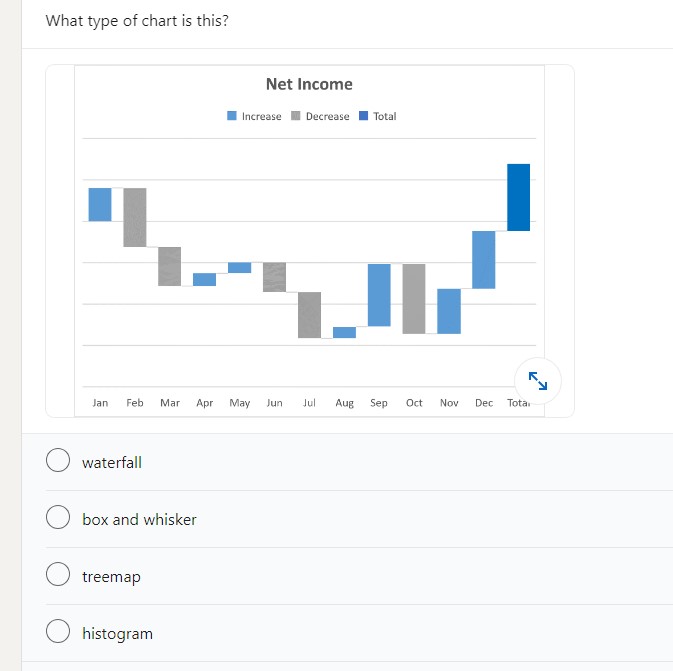 What type of chart is this?
Net Income
Increase Decrease Total
Jan Feb Mar Apr May Jun Jul Aug Sep Oct Nov Dec Total
waterfall
box and whisker
treemap
histogram